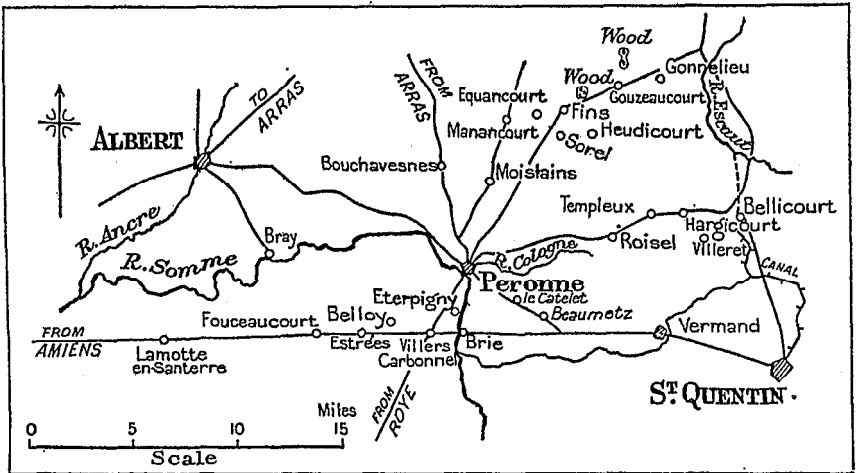 Wood
Wood
Gonnelieu
Gouzeaucourt
R. Escaut
FROM
ARRAS
TO
ARRAS
Equancourt
Fins
Manancourt
Heudicourt
Sorel
ALBERT
Bouchavesnes
Moislains
Templeux
Bellicourt
Hargicourt
Villeret
Roisel
R. Ancre
Bray
R. Somme
R. Cologne
CANAL
Peronne
le Catelet
Beaumetz
Eterpigny
Fouceaucourt
Belloy
Vermand
FROM
AMIENS
Lamotte
en-Santerre
Estrées
Villers
Carbonnel
Brie
ST. QUENTIN.
FROM
ROYE
Miles
0 5 10 15
Scale